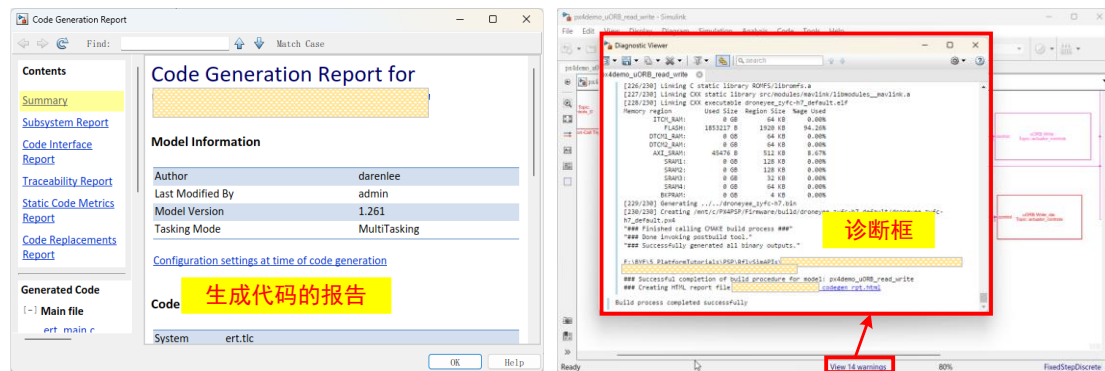 Code Generation Report
Find:
Match Case
Contents
Summary
Subsystem Report
Code Interface
Report
Traceability Report
Static Code Metrics
Report
Code Replacements
Report
Generated Code
[-] Main file
ert_main.c
Code Generation Report for
Model Information
Author darenlee
Last Modified By admin
Model Version 1.261
Tasking Mode MultiTasking
Configuration settings at time of code generation
生成代码的报告
Code
System ert.tlc
OK Help
px4demo_uORB_read_write - Simulink
File Edit View Display Diagram Simulation Analysis Code Tools Help
Diagnostic Viewer
search
px4demo_uORB_read_write
[226/230] Linking C static library ROMFS/libromfs.a
[227/230] Linking CXX static library src/modules/mavlink/libmodules__mavlink.a
[228/230] Linking CXX executable droneyee_zyfc-h7_default.elf
Memory region Used Size Region Size %age Used
ITCM_RAM: 0 GB 64 KB 0.00%
FLASH: 1853217 B 1920 KB 94.26%
DTCM1_RAM: 0 GB 64 KB 0.00%
DTCM2_RAM: 0 GB 64 KB 0.00%
AXI_SRAM: 45476 B 512 KB 8.67%
SRAM1: 0 GB 128 KB 0.00%
SRAM2: 0 GB 128 KB 0.00%
SRAM3: 0 GB 32 KB 0.00%
SRAM4: 0 GB 64 KB 0.00%
BKPRAM: 0 GB 4 KB 0.00%
[229/230] Generating ../../droneyee_zyfc-h7.bin
[230/230] Creating /mnt/c/PX4PSP/Firmware/build/droneyee_zyfc-h7_default/droneyee_zyfc-
h7_default.px4
"### Finished calling CMAKE build process ###"
"### Done invoking postbuild tool."
"### Successfully generated all binary outputs."
诊断框
### Successful completion of build procedure for model: px4demo_uORB_read_write
### Creating HTML report file codegen_rpt.html
Build process completed successfully
Ready
View 14 warnings
80%
FixedStepDiscrete